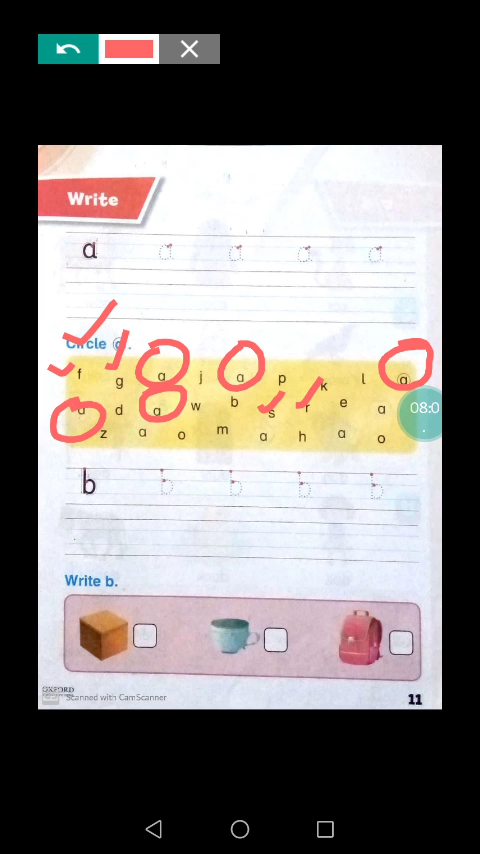 Write
a a a a a
Circle a.
f g a j a p k l a
a d a w b s r e a
z a o m a h a o
08:0
b b b b b
Write b.
OXFORD
Scanned with CamScanner
11